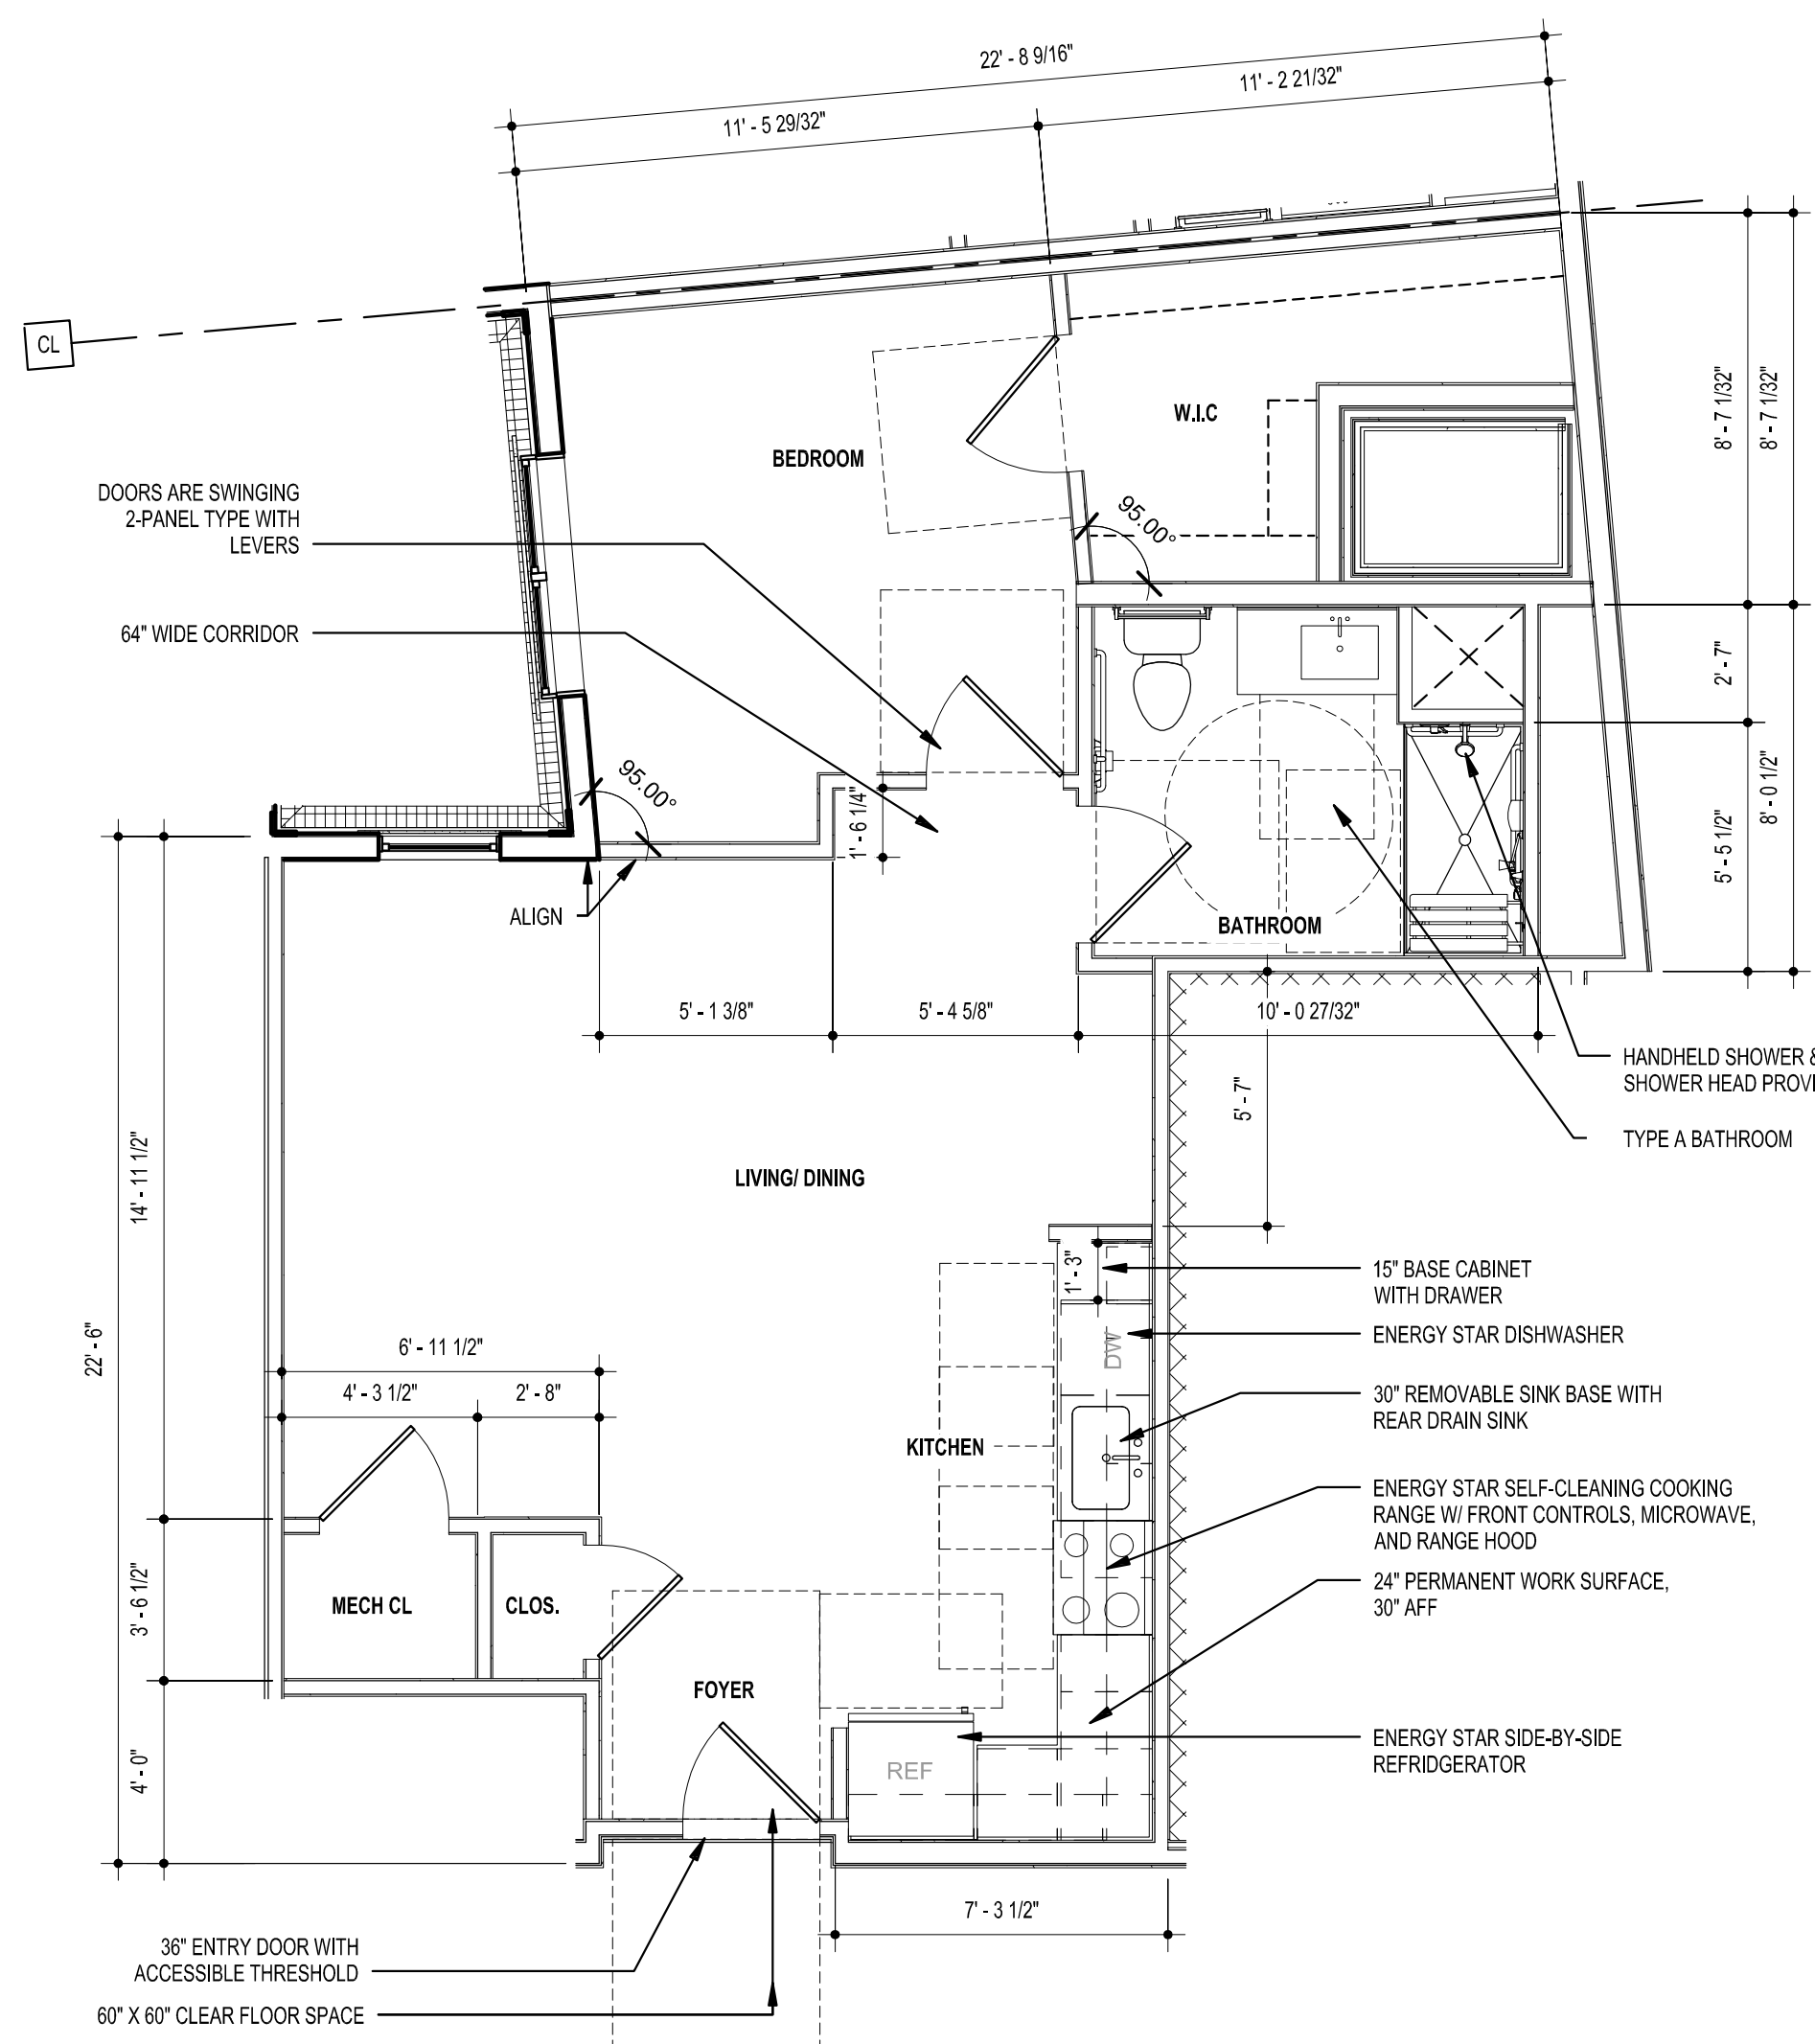 22' - 8 9/16"
11' - 5 29/32"
11' - 2 21/32"
CL
BEDROOM
W.I.C
95.00°
8' - 7 1/32"
8' - 7 1/32"
DOORS ARE SWINGING
2-PANEL TYPE WITH
LEVERS
64" WIDE CORRIDOR
2' - 7"
95.00°
1' - 6 1/4"
5' - 5 1/2"
8' - 0 1/2"
ALIGN
BATHROOM
5' - 1 3/8"
5' - 4 5/8"
10' - 0 27/32"
HANDHELD SHOWER &
SHOWER HEAD PROV
5' - 7"
TYPE A BATHROOM
14' - 11 1/2"
LIVING/ DINING
1' - 3"
15" BASE CABINET
WITH DRAWER
DW
ENERGY STAR DISHWASHER
22' - 6"
6' - 11 1/2"
4' - 3 1/2"
2' - 8"
30" REMOVABLE SINK BASE WITH
REAR DRAIN SINK
KITCHEN
ENERGY STAR SELF-CLEANING COOKING
RANGE W/ FRONT CONTROLS, MICROWAVE,
AND RANGE HOOD
3' - 6 1/2"
MECH CL
CLOS.
24" PERMANENT WORK SURFACE,
30" AFF
FOYER
4' - 0"
REF
ENERGY STAR SIDE-BY-SIDE
REFRIDGERATOR
7' - 3 1/2"
36" ENTRY DOOR WITH
ACCESSIBLE THRESHOLD
60" X 60" CLEAR FLOOR SPACE